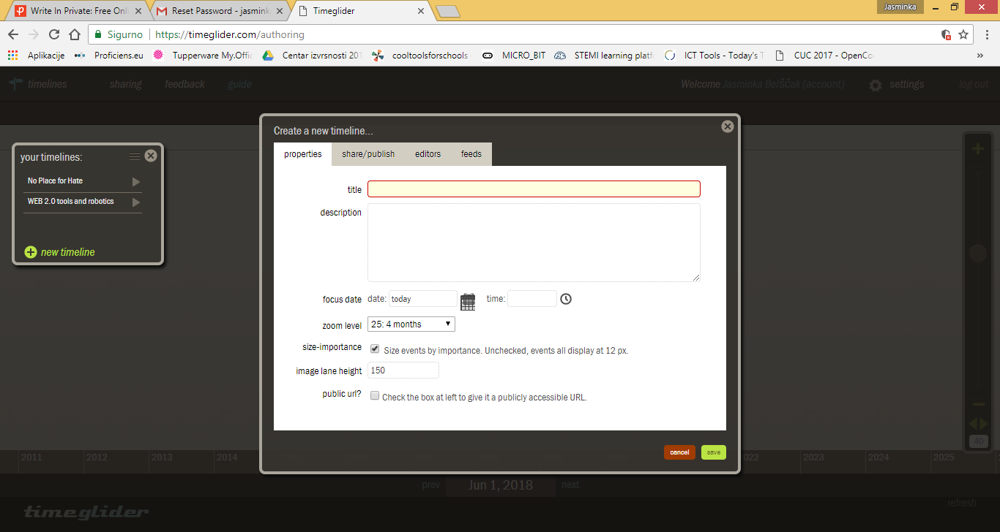 Write In Private: Free Onli
Reset Password - jasmink
Timeglider
Jasminka
Sigurno
https://timeglider.com/authoring
Aplikacije
Proficiens.eu
Tupperware My.Offic
Centar izvrsnosti 201
cooltoolsforschools
MICRO_BIT
STEMI learning platf
ICT Tools - Today's T
CUC 2017 - OpenCo
»
timelines
sharing
feedback
guide
Welcome Jasminka BelŠčak (account)
settings
log out
Create a new timeline...
your timelines:
No Place for Hate
WEB 2.0 tools and robotics
new timeline
properties
share/publish
editors
feeds
title
description
focus date
date: today
time:
zoom level
25: 4 months
size-importance
Size events by importance. Unchecked, events all display at 12 px.
image lane height
150
public url?
Check the box at left to give it a publicly accessible URL.
cancel
save
40
2011
2012
2013
2014
2023
2024
2025
prev
Jun 1, 2018
next
timeglider
refresh